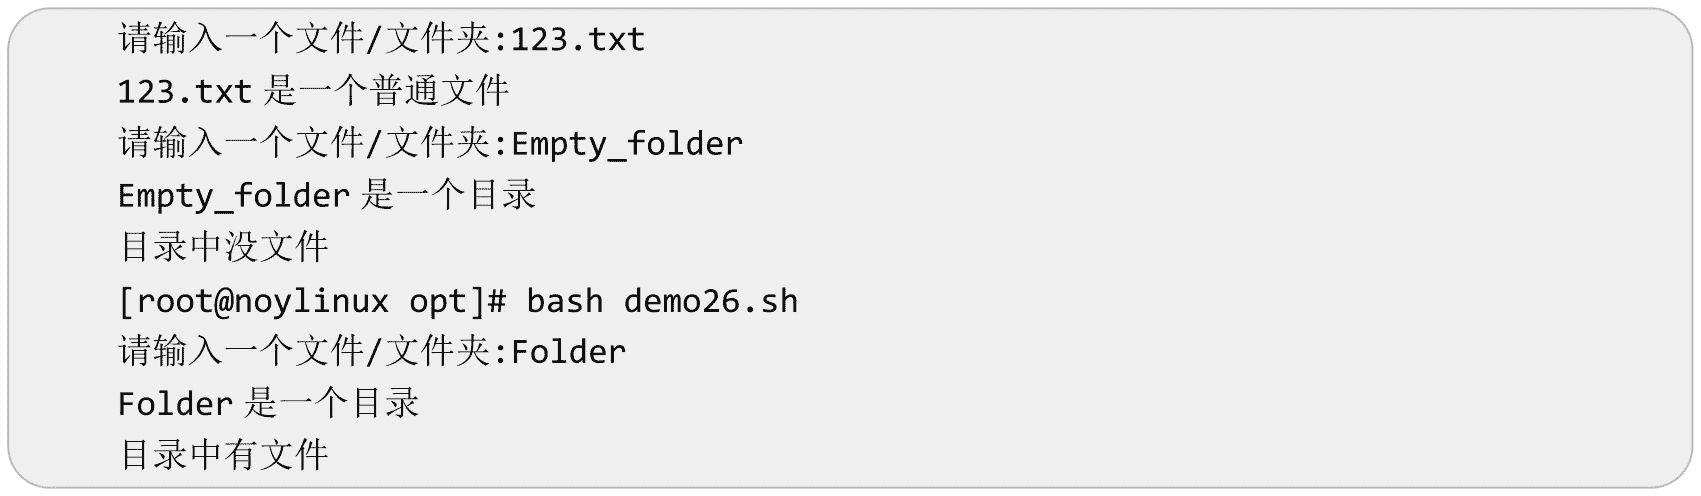 请输入一个文件/文件夹:123.txt
123.txt 是一个普通文件
请输入一个文件/文件夹:Empty_folder
Empty_folder 是一个目录
目录中没文件
[root@noylinux opt]# bash demo26.sh
请输入一个文件/文件夹:Folder
Folder 是一个目录
目录中有文件